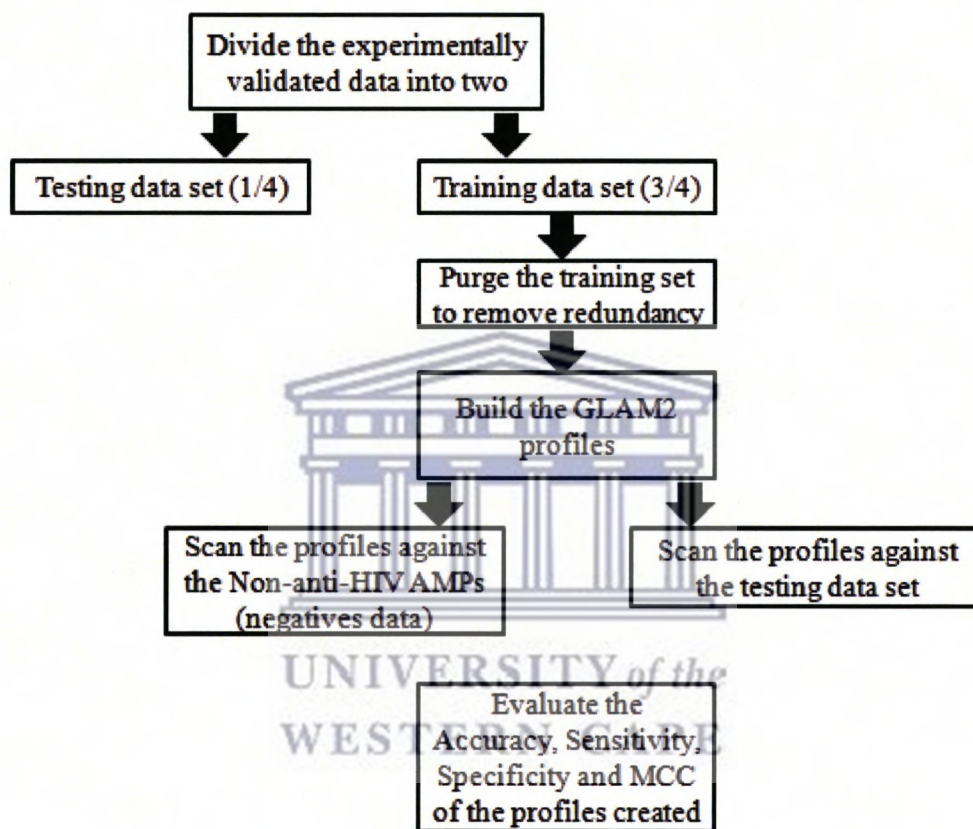 Divide the experimentally
validated data into two
Testing data set (1/4)
Training data set (3/4)
Purge the training set
to remove redundancy
Build the GLAM2
profiles
Scan the profiles against
the Non-anti-HIV AMPs
(negatives data)
Scan the profiles against
the testing data set
UNIVERSITY of the
WESTERN CAPE
Evaluate the
Accuracy, Sensitivity,
Specificity and MCC
of the profiles created